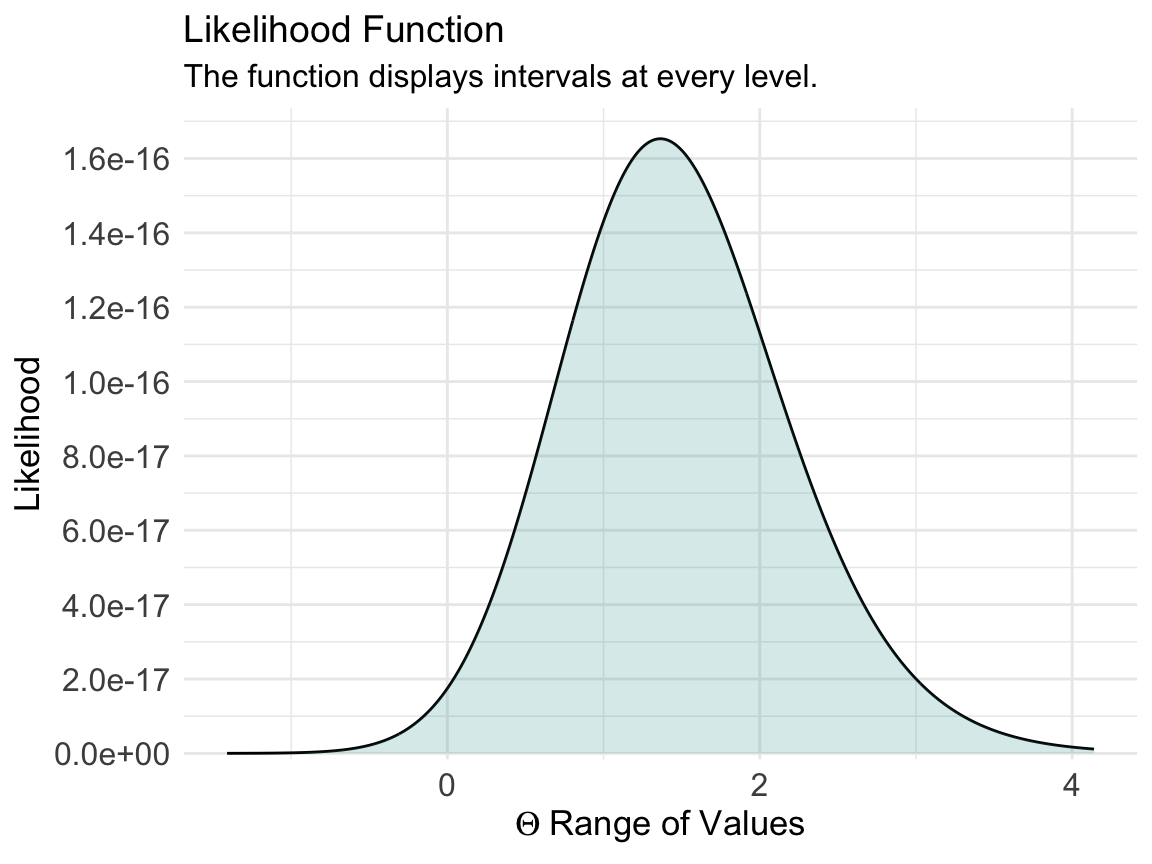 Likelihood Function
The function displays intervals at every level.
Likelihood
1.6e-16
1.4e-16
1.2e-16
1.0e-16
8.0e-17
6.0e-17
4.0e-17
2.0e-17
0.0e+00
0 2 4
Θ Range of Values